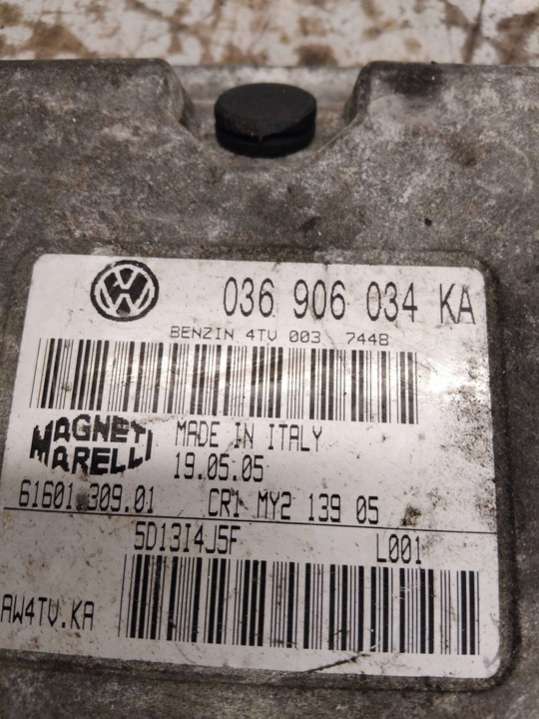 036 906 034 KA
BENZIN 4TV 003 7448
MAGNETI MARELLI
MADE IN ITALY
19.05.05
61601.309.01 CR1 MY2 139 05
5D13I4J5F L001
AW4TV.KA